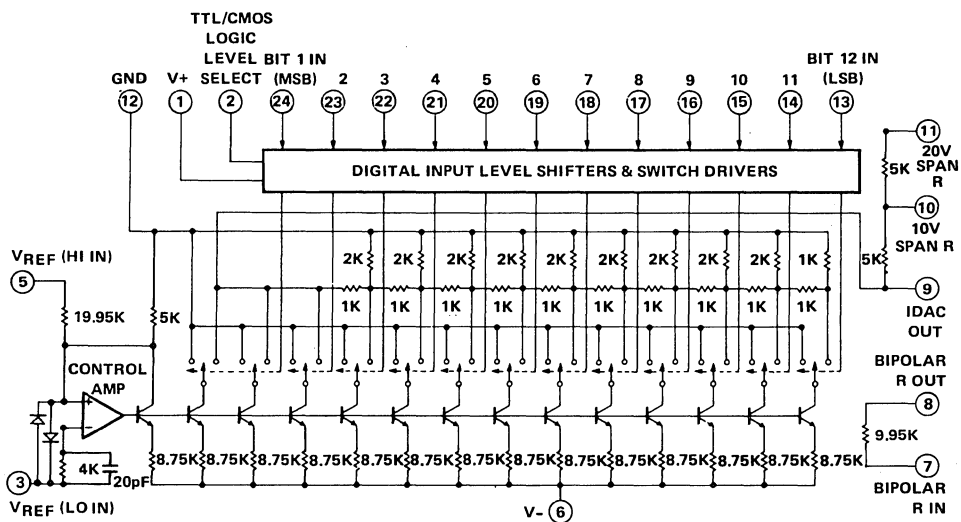 TTL/CMOS
LOGIC
LEVEL
SELECT
BIT 1 IN
(MSB)
BIT 12 IN
(LSB)
GND
V+
2 3 4 5 6 7 8 9 10 11
12 1 2 24 23 22 21 20 19 18 17 16 15 14 13
DIGITAL INPUT LEVEL SHIFTERS & SWITCH DRIVERS
11
20V
SPAN
R
5K
10
10V
SPAN R
5K
9
IDAC
OUT
2K 2K 2K 2K 2K 2K 2K 2K 2K 1K
1K 1K 1K 1K 1K 1K 1K 1K 1K
VREF (HI IN)
5
19.95K
5K
CONTROL
AMP
+
−
4K
20pF
3
VREF (LO IN)
8.75K 8.75K 8.75K 8.75K 8.75K 8.75K 8.75K 8.75K 8.75K 8.75K 8.75K 8.75K 8.75K 8.75K
V− 6
BIPOLAR
R OUT
8
9.95K
7
BIPOLAR
R IN